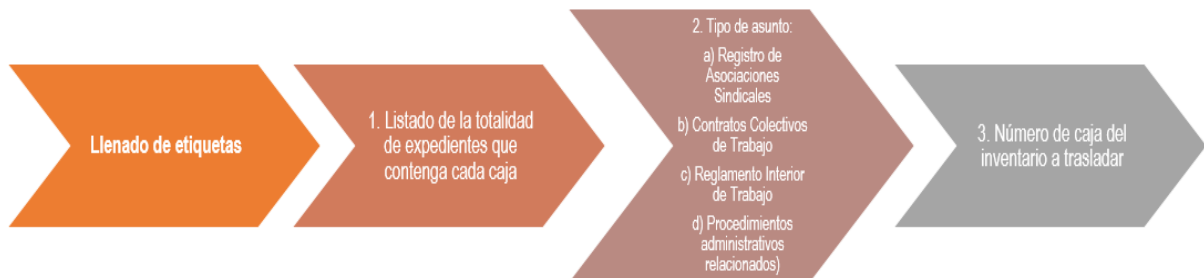 Llenado de etiquetas
1. Listado de la totalidad
de expedientes que
contenga cada caja
2. Tipo de asunto:
a) Registro de
Asociaciones
Sindicales
b) Contratos Colectivos
de Trabajo
c) Reglamento Interior
de Trabajo
d) Procedimientos
administrativos
relacionados)
3. Número de caja del
inventario a trasladar